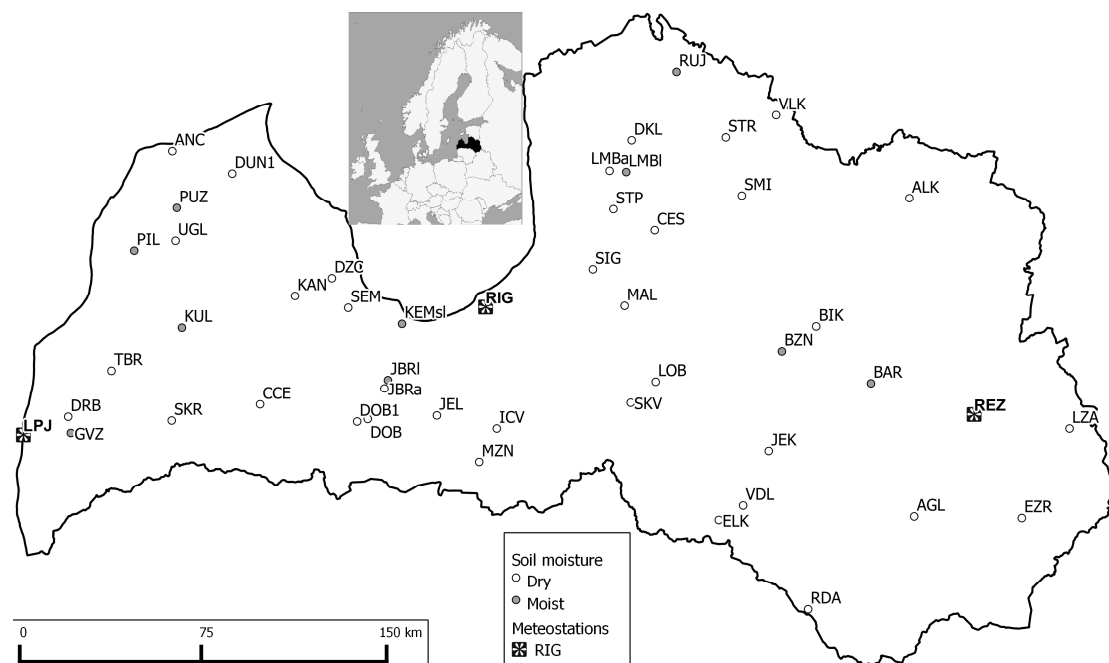 RUJ
VLK
ANC
DKL
STR
DUN1
LMBa LMBl
PUZ
STP
SMI
ALK
UGL
CES
PIL
DZC
SIG
KAN
SEM
RIG
MAL
KEMsl
KUL
BIK
BZN
TBR
JBRl
BAR
LOB
JBRa
CCE
DRB
SKR
DOB1
JEL
SKV
REZ
LPJ
GVZ
DOB
ICV
LZA
MZN
JEK
VDL
ELK
AGL
EZR
RDA
Soil moisture
Dry
Moist
Meteostations
RIG
0 75 150 km